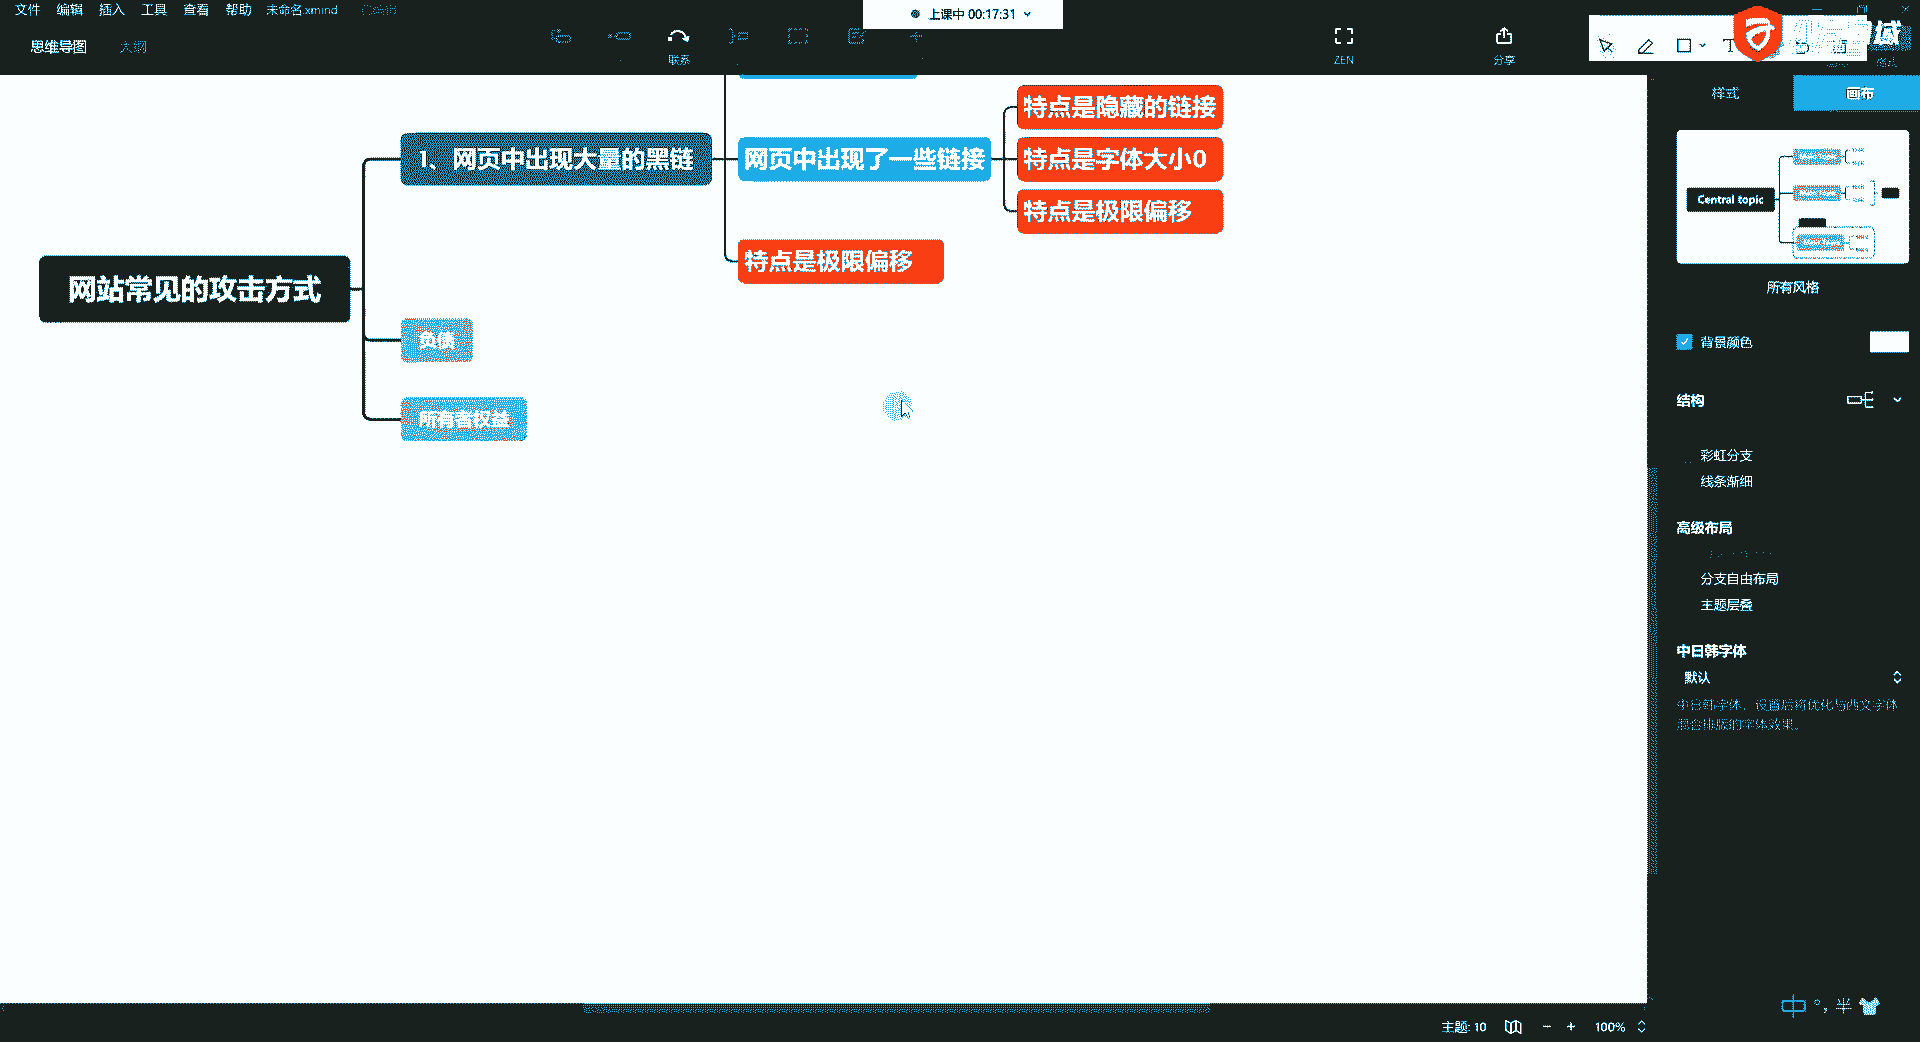 文件 编辑 插入 工具 查看 帮助 未命名.xmind
上课中 00:17:31
思维导图 大纲
联系
ZEN
分享
域
样式
画布
特点是隐藏的链接
1、网页中出现大量的黑链
网页中出现了一些链接
特点是字体大小0
特点是极限偏移
特点是极限偏移
网站常见的攻击方式
负债
所有者权益
Central topic
所有风格
背景颜色
结构
彩虹分支
线条渐细
高级布局
分支自由布局
主题层叠
中日韩字体
默认
中日韩字体，设置后将优化与西文字体
混合排版的字体效果。
中 °, 半
主题: 10
100%